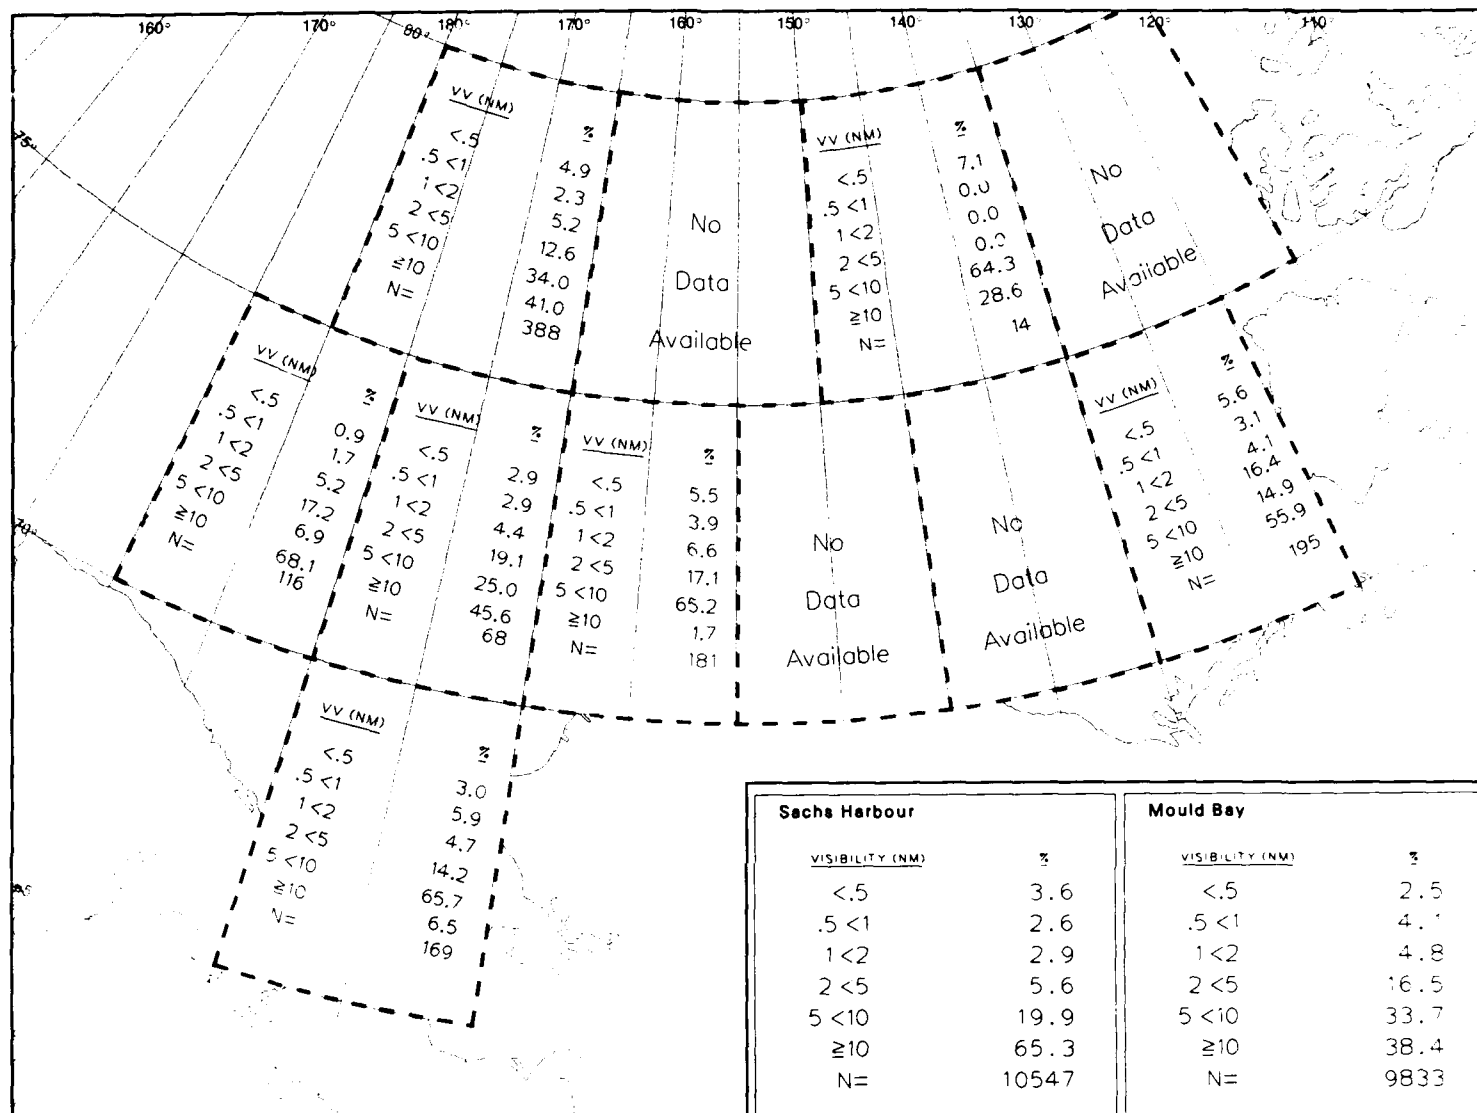 160° 170° 180° 170° 160° 150° 140° 130° 120° 110°
80°
75°
70°
VV (NM) %
<.5 4.9
.5 <1 2.3
1 <2 5.2
2 <5 12.6
5 <10 34.0
≥10 41.0
N= 388
No
Data
Available
VV (NM) %
<.5 7.1
.5 <1 0.0
1 <2 0.0
2 <5 0.0
5 <10 64.3
≥10 28.6
N= 14
No
Data
Available
VV (NM) %
<.5 0.9
.5 <1 1.7
1 <2 5.2
2 <5 17.2
5 <10 6.9
≥10 68.1
N= 116
VV (NM) %
<.5 2.9
.5 <1 2.9
1 <2 4.4
2 <5 19.1
5 <10 25.0
≥10 45.6
N= 68
VV (NM) %
<.5 5.5
.5 <1 3.9
1 <2 6.6
2 <5 17.1
5 <10 65.2
≥10 1.7
N= 181
No
Data
Available
No
Data
Available
VV (NM) %
<.5 5.6
.5 <1 3.1
1 <2 4.1
2 <5 16.4
5 <10 14.9
≥10 55.9
N= 195
VV (NM) %
<.5 3.0
.5 <1 5.9
1 <2 4.7
2 <5 14.2
5 <10 65.7
≥10 6.5
N= 169
Sachs Harbour
VISIBILITY (NM) %
<.5 3.6
.5 <1 2.6
1 <2 2.9
2 <5 5.6
5 <10 19.9
≥10 65.3
N= 10547
Mould Bay
VISIBILITY (NM) %
<.5 2.5
.5 <1 4.1
1 <2 4.8
2 <5 16.5
5 <10 33.7
≥10 38.4
N= 9833